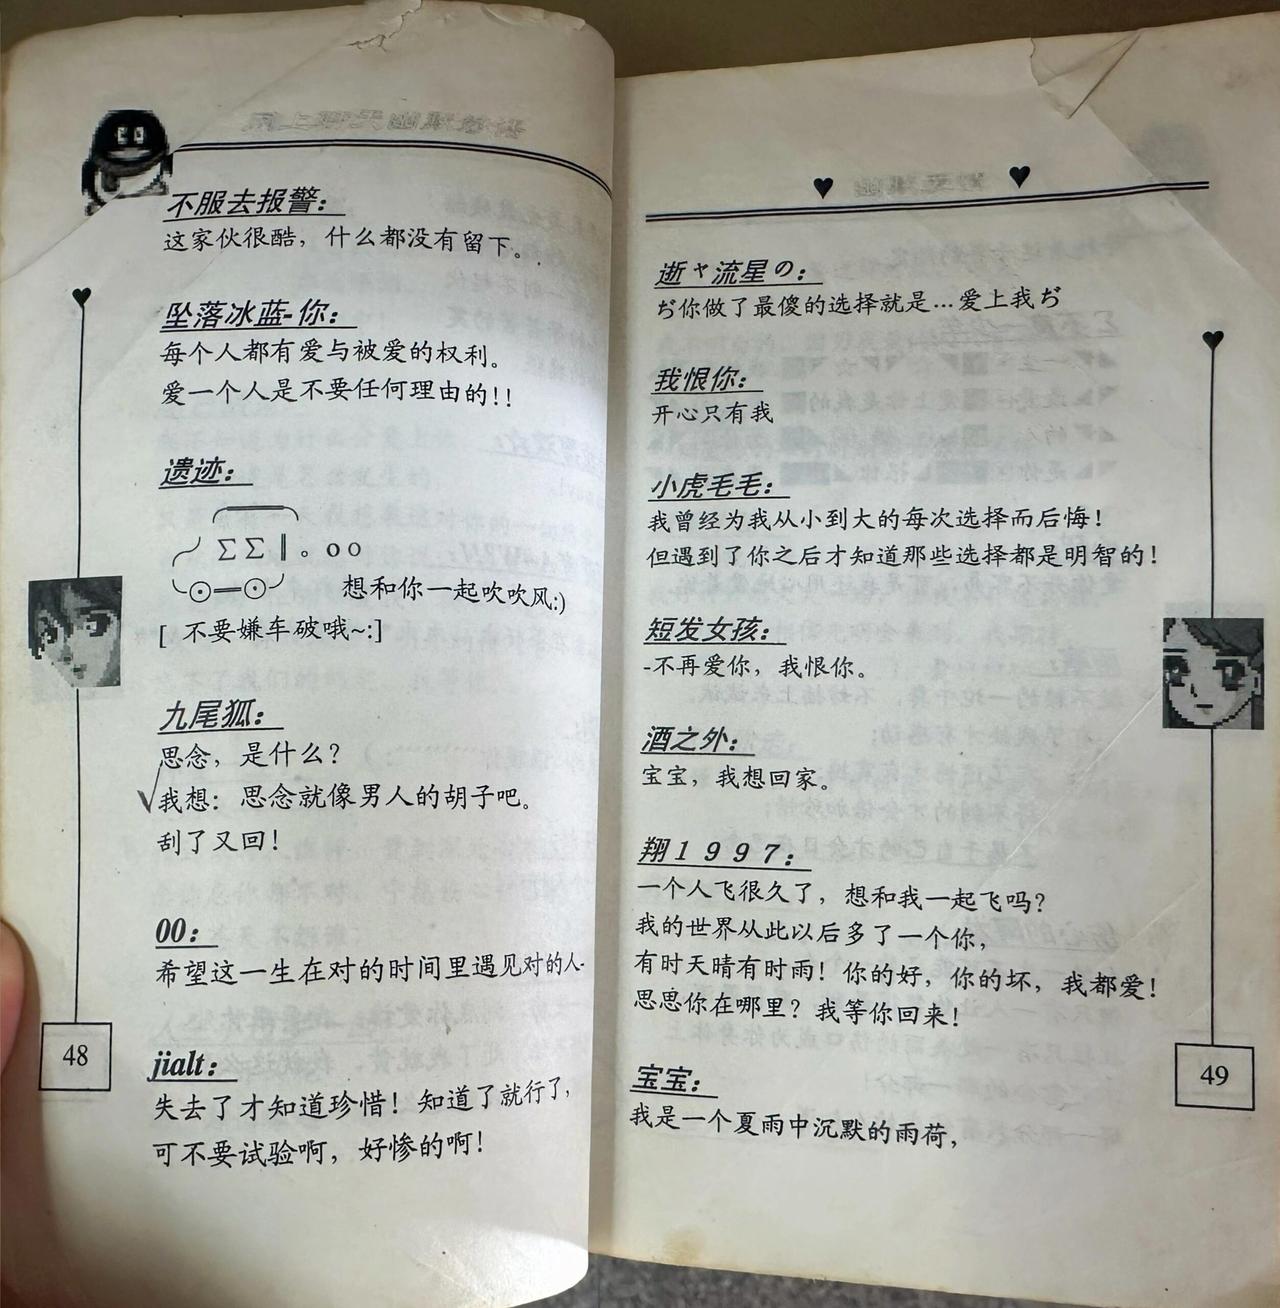 不服去报警：
这家伙很酷，什么都没有留下。
坠落冰蓝-你：
每个人都有爱与被爱的权利。
爱一个人是不要任何理由的!!
遗迹：
╭══╮
╭╯∑∑║。oo
╰⊙═⊙╯ 想和你一起吹吹风:)
[ 不要嫌车破哦~:]
九尾狐：
思念，是什么？
我想：思念就像男人的胡子吧。
刮了又回！
00：
希望这一生在对的时间里遇见对的人.
jialt：
失去了才知道珍惜！知道了就行了，
可不要试验啊，好惨的啊！
48
逝ヤ流星の：
ぢ你做了最傻的选择就是…爱上我ぢ
我恨你：
开心只有我
小虎毛毛：
我曾经为我从小到大的每次选择而后悔！
但遇到了你之后才知道那些选择都是明智的！
短发女孩：
-不再爱你，我恨你。
酒之外：
宝宝，我想回家。
翔１９９７：
一个人飞很久了，想和我一起飞吗？
我的世界从此以后多了一个你，
有时天晴有时雨！你的好，你的坏，我都爱！
思思你在哪里？我等你回来！
宝宝：
我是一个夏雨中沉默的雨荷，
49